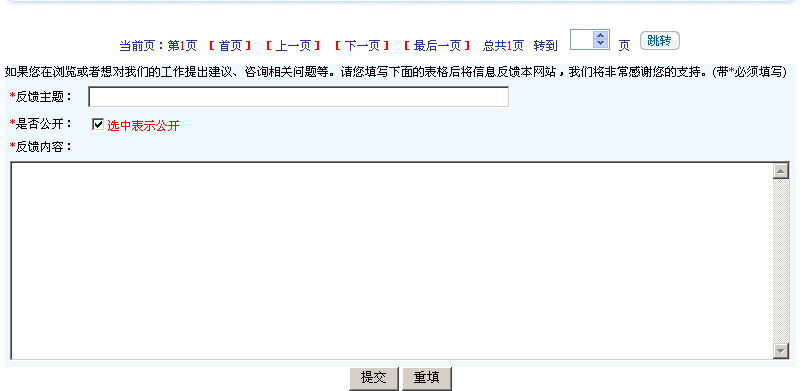 当前页：第1页 【首页】 【上一页】 【下一页】 【最后一页】 总共1页 转到 页 跳转
如果您在浏览或者想对我们的工作提出建议、咨询相关问题等。请您填写下面的表格后将信息反馈本网站，我们将非常感谢您的支持。(带*必须填写)
*反馈主题：
*是否公开： 选中表示公开
*反馈内容：
提交 重填